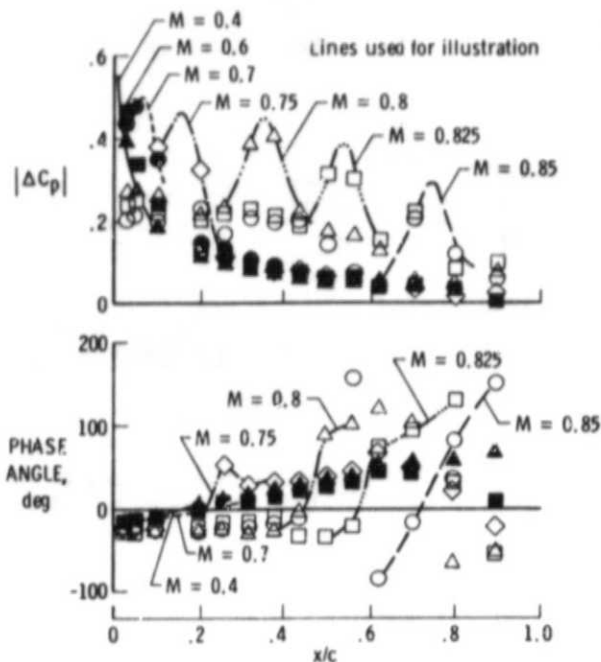 M = 0.4
M = 0.6
M = 0.7
Lines used for illustration
M = 0.75
M = 0.8
M = 0.825
M = 0.85
|ΔCp|
.6
.4
.2
0
M = 0.825
M = 0.8
M = 0.85
M = 0.75
M = 0.7
M = 0.4
PHASE
ANGLE,
deg
200
100
0
-100
0 .2 .4 .6 .8 1.0
x/c